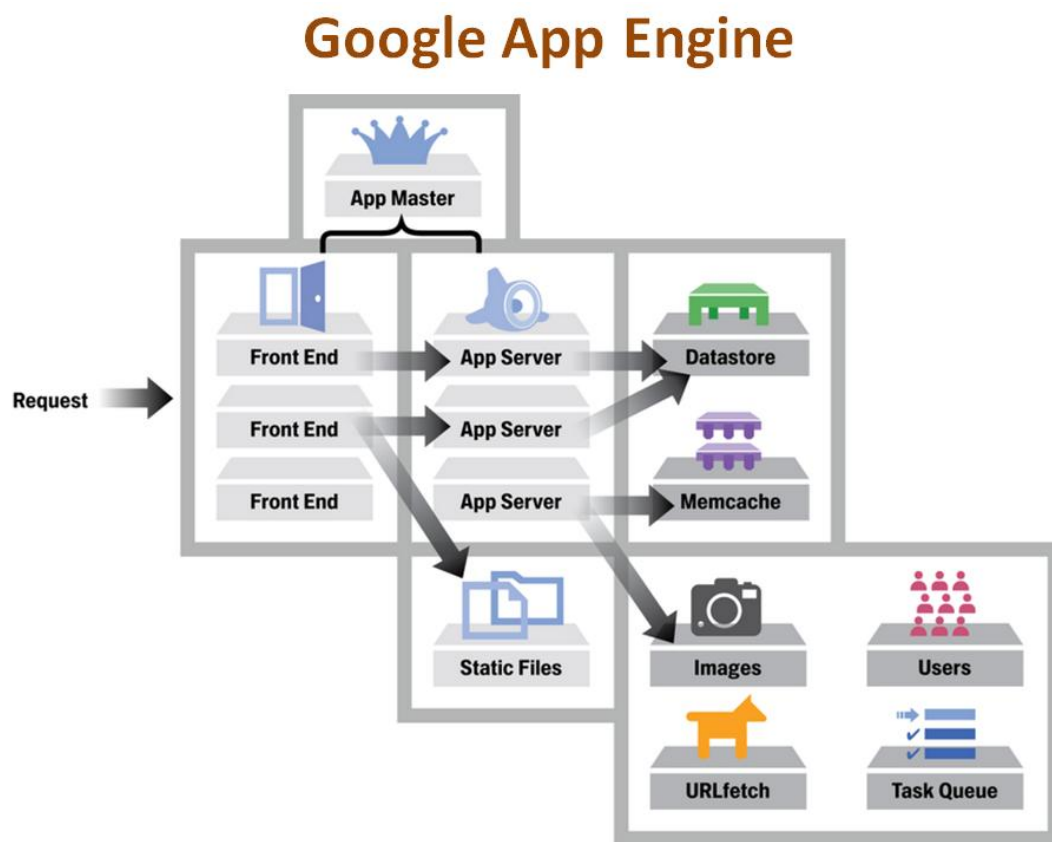 Google App Engine
App Master
Front End
App Server
Datastore
Request
Front End
App Server
Front End
App Server
Memcache
Static Files
Images
Users
URLfetch
Task Queue